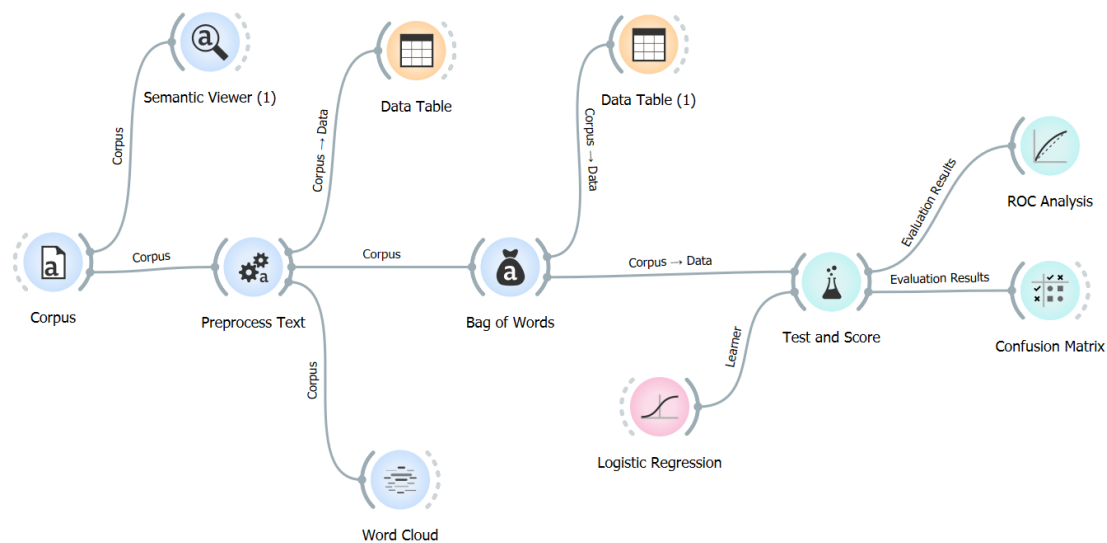 Semantic Viewer (1)
Data Table
Data Table (1)
Corpus
Corpus → Data
Corpus → Data
Evaluation Results
ROC Analysis
Corpus
Corpus
Corpus → Data
Evaluation Results
Corpus
Preprocess Text
Bag of Words
Test and Score
Confusion Matrix
Corpus
Learner
Logistic Regression
Word Cloud